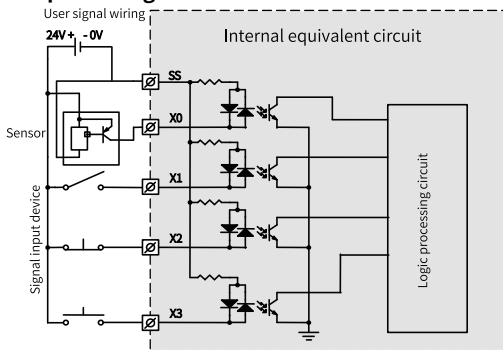 User signal wiring
24V + - 0V
Internal equivalent circuit
SS
X0
Sensor
X1
Signal input device
X2
Logic processing circuit
X3